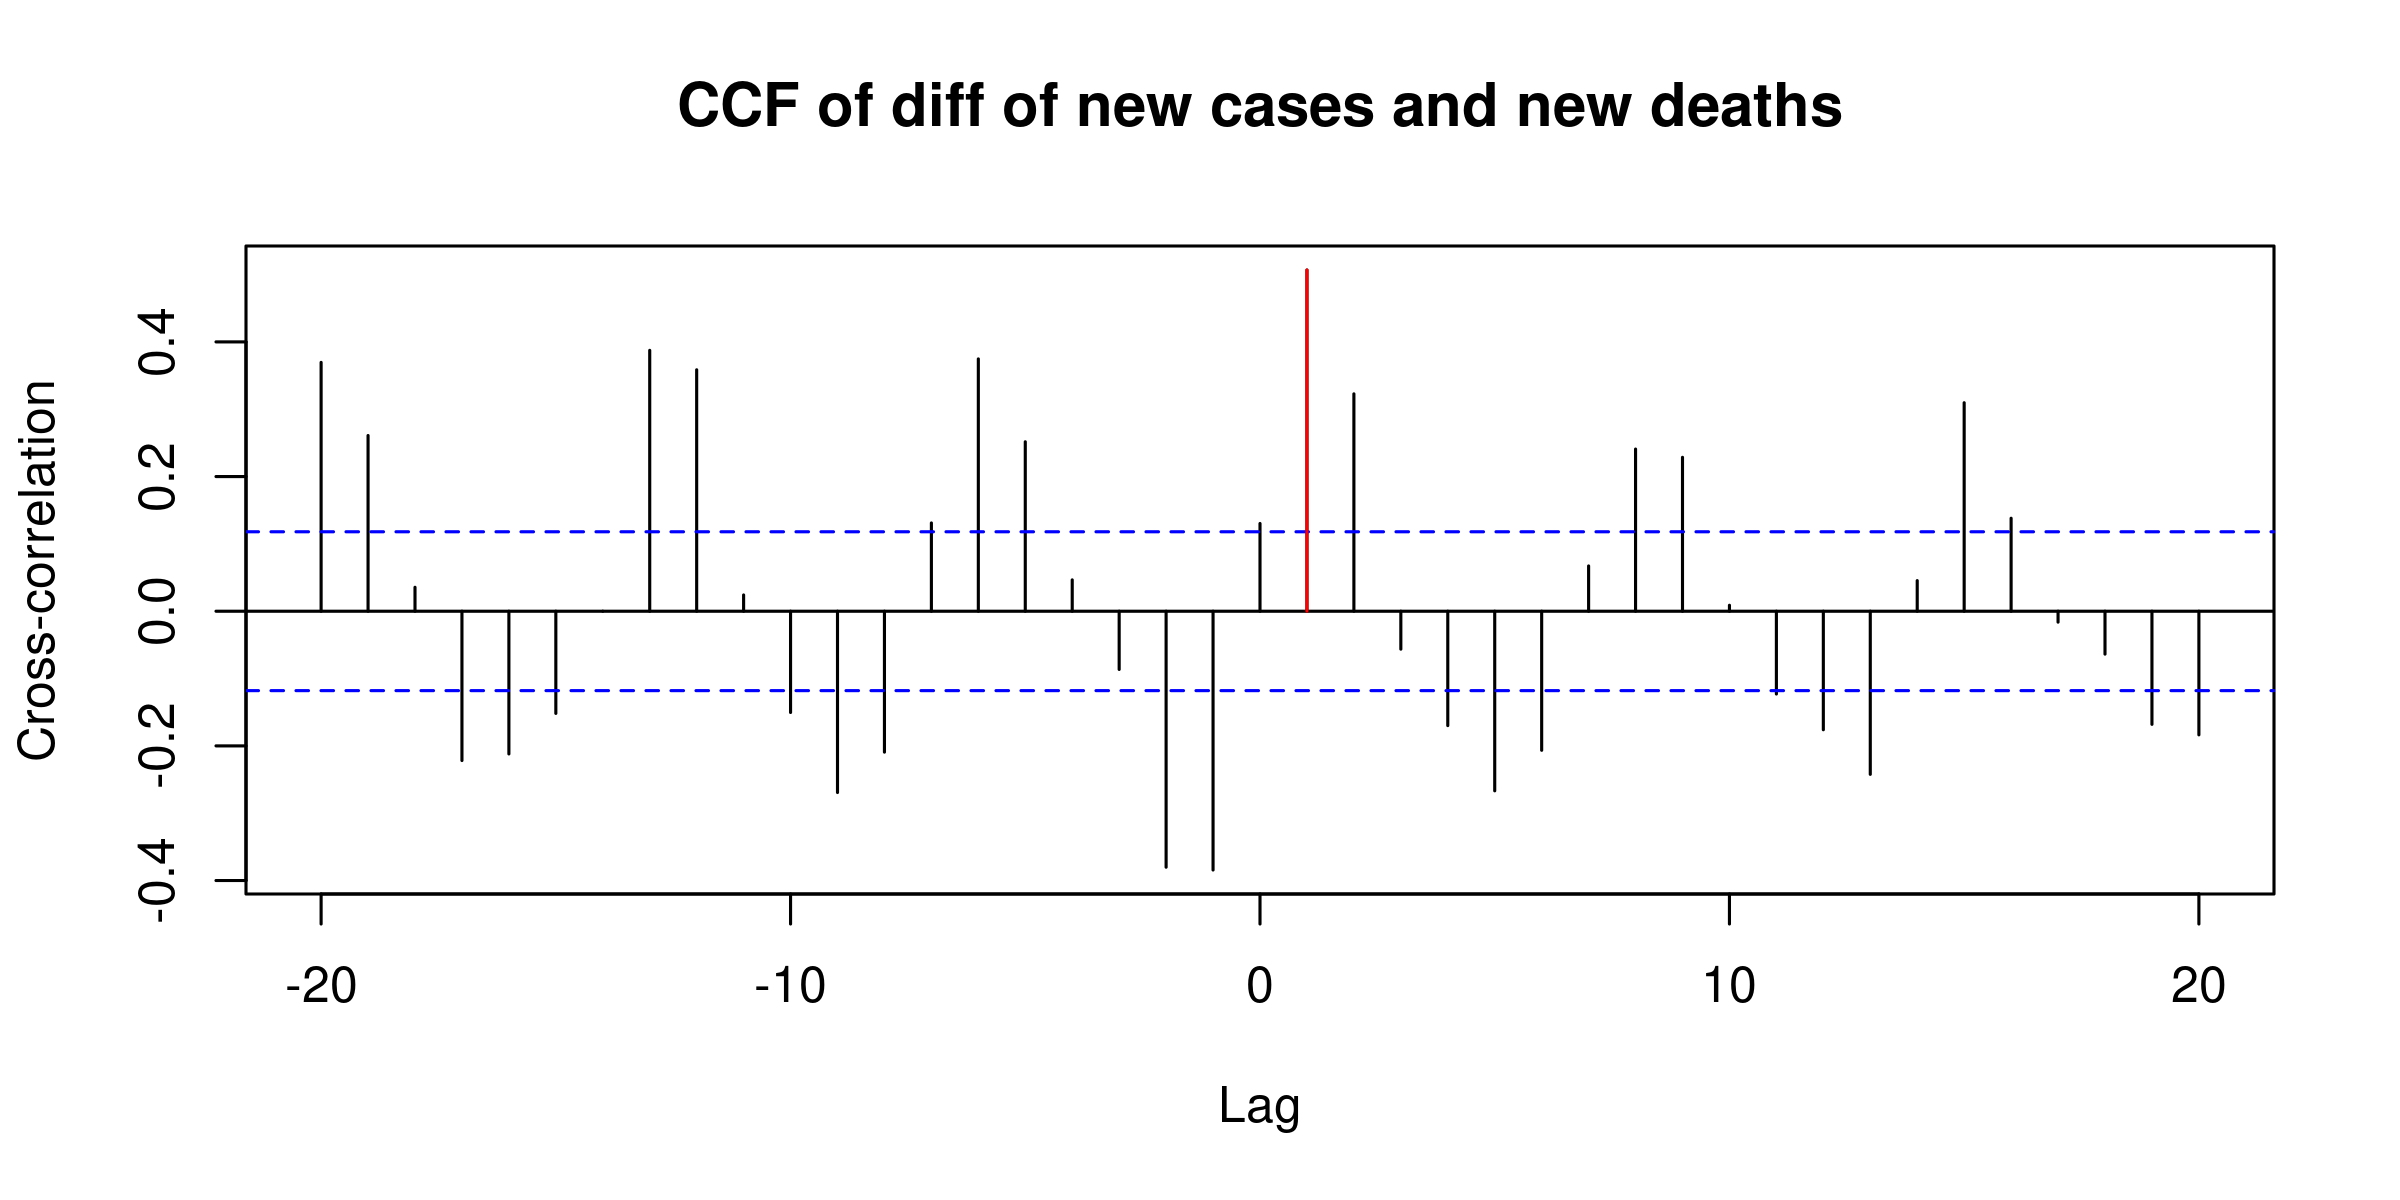 CCF of diff of new cases and new deaths
Cross-correlation
0.4
0.2
0.0
-0.2
-0.4
-20 -10 0 10 20
Lag